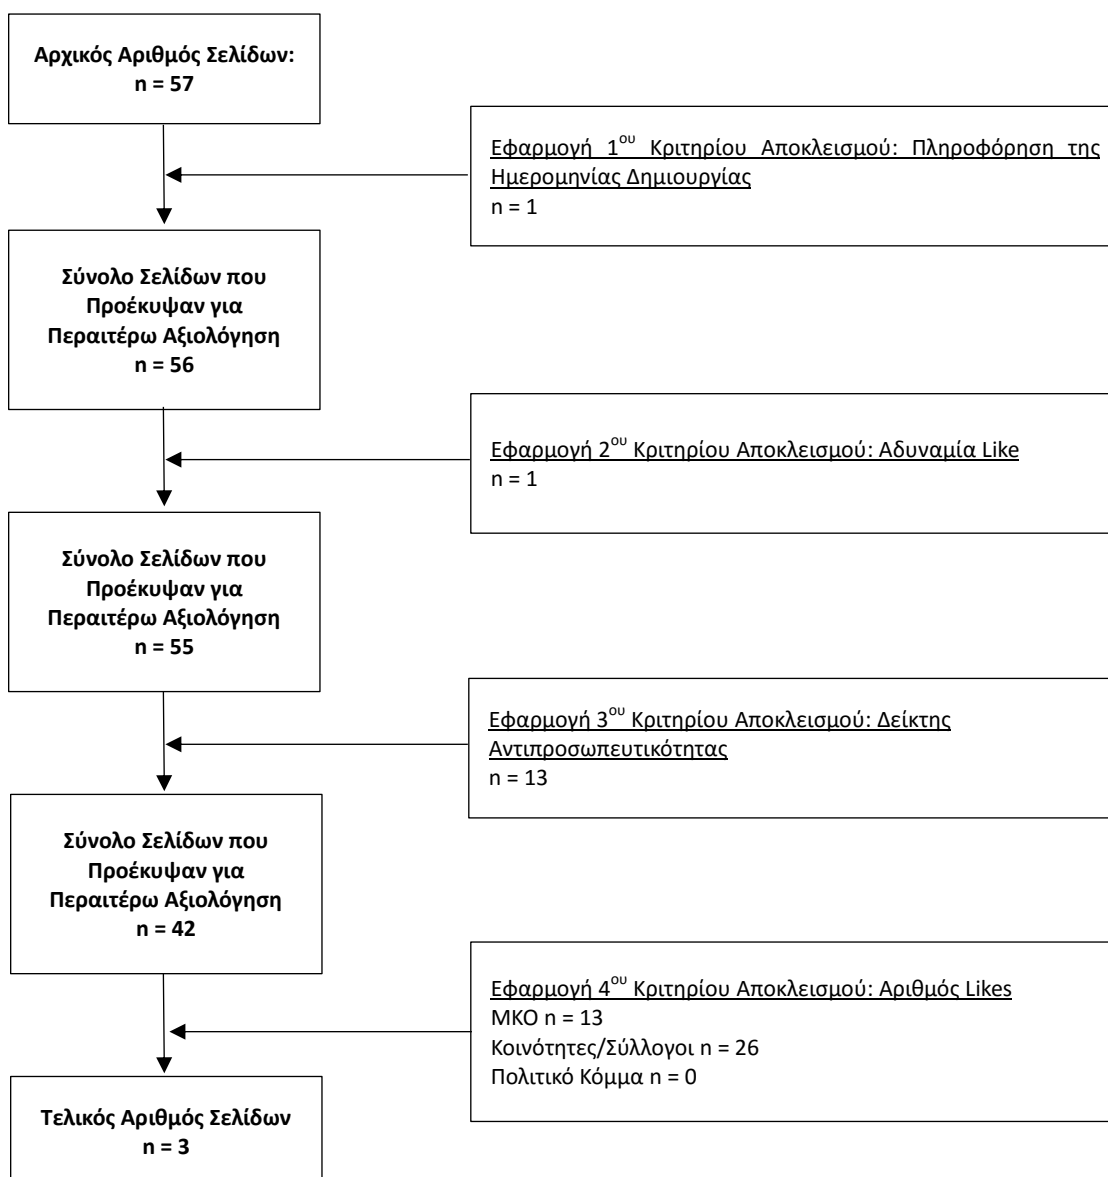 Αρχικός Αριθμός Σελίδων:
n = 57
Εφαρμογή 1ου Κριτηρίου Αποκλεισμού: Πληροφόρηση της
Ημερομηνίας Δημιουργίας
n = 1
Σύνολο Σελίδων που
Προέκυψαν για
Περαιτέρω Αξιολόγηση
n = 56
Εφαρμογή 2ου Κριτηρίου Αποκλεισμού: Αδυναμία Like
n = 1
Σύνολο Σελίδων που
Προέκυψαν για
Περαιτέρω Αξιολόγηση
n = 55
Εφαρμογή 3ου Κριτηρίου Αποκλεισμού: Δείκτης
Αντιπροσωπευτικότητας
n = 13
Σύνολο Σελίδων που
Προέκυψαν για
Περαιτέρω Αξιολόγηση
n = 42
Εφαρμογή 4ου Κριτηρίου Αποκλεισμού: Αριθμός Likes
ΜΚΟ n = 13
Κοινότητες/Σύλλογοι n = 26
Πολιτικό Κόμμα n = 0
Τελικός Αριθμός Σελίδων
n = 3